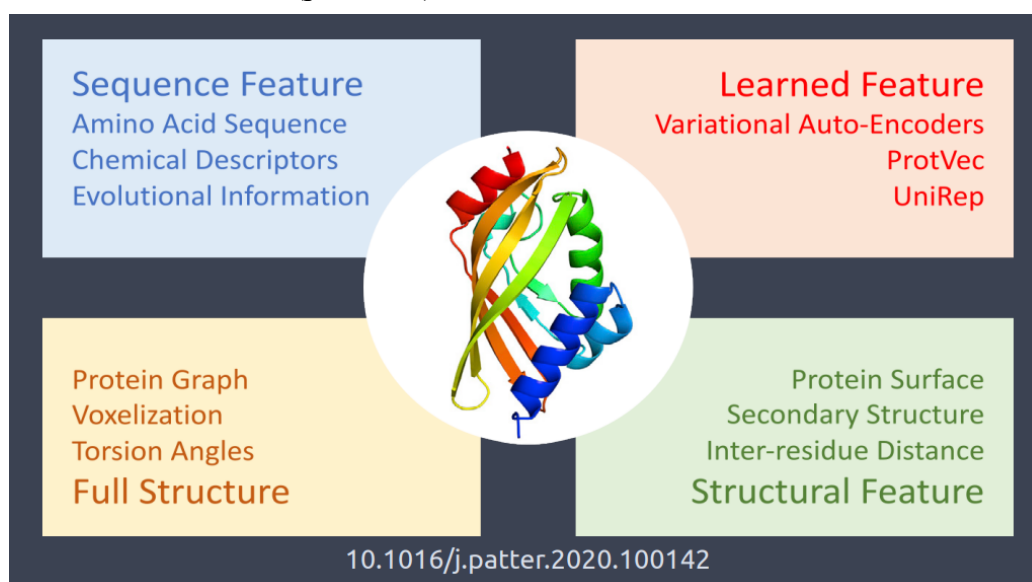 Sequence Feature
Amino Acid Sequence
Chemical Descriptors
Evolutional Information
Learned Feature
Variational Auto-Encoders
ProtVec
UniRep
Protein Graph
Voxelization
Torsion Angles
Full Structure
Protein Surface
Secondary Structure
Inter-residue Distance
Structural Feature
10.1016/j.patter.2020.100142